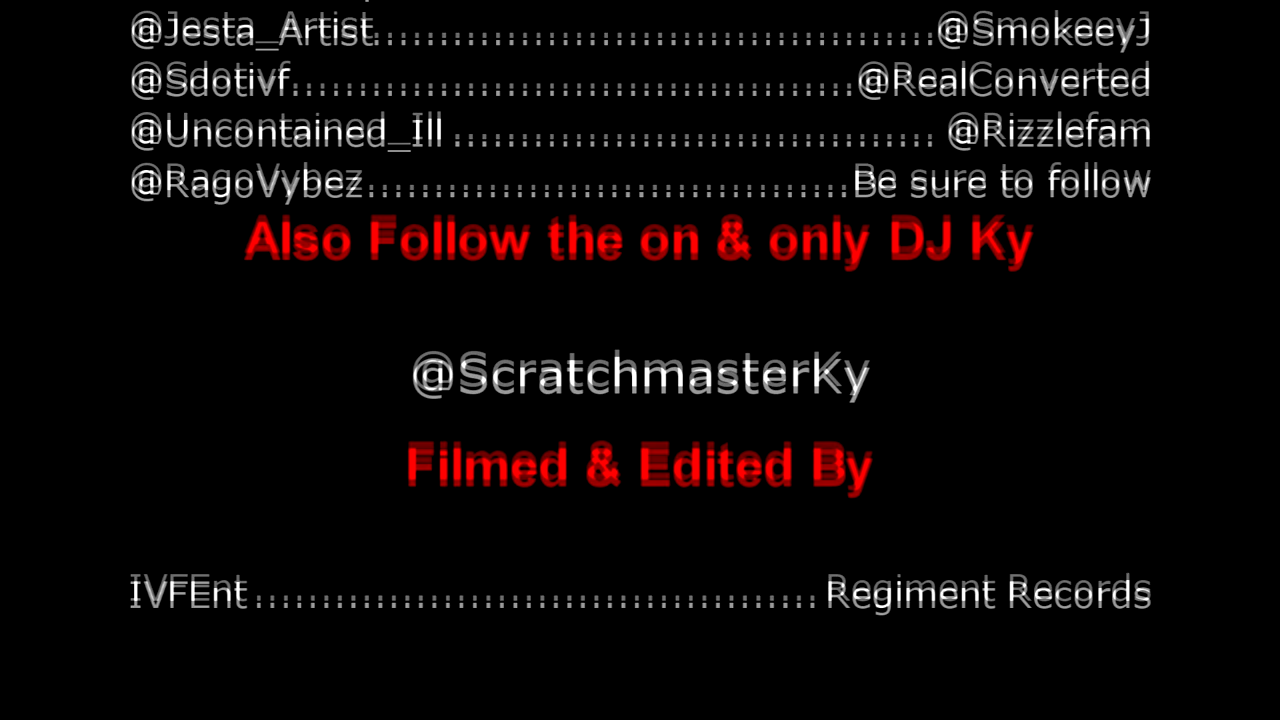 @Jesta_Artist........................................@SmokeeyJ
@Sdotivf........................................@RealConverted
@Uncontained_Ill .................................... @Rizzlefam
@RagoVybez....................................Be sure to follow
Also Follow the on & only DJ Ky
@ScratchmasterKy
Filmed & Edited By
IVFEnt .......................................... Regiment Records